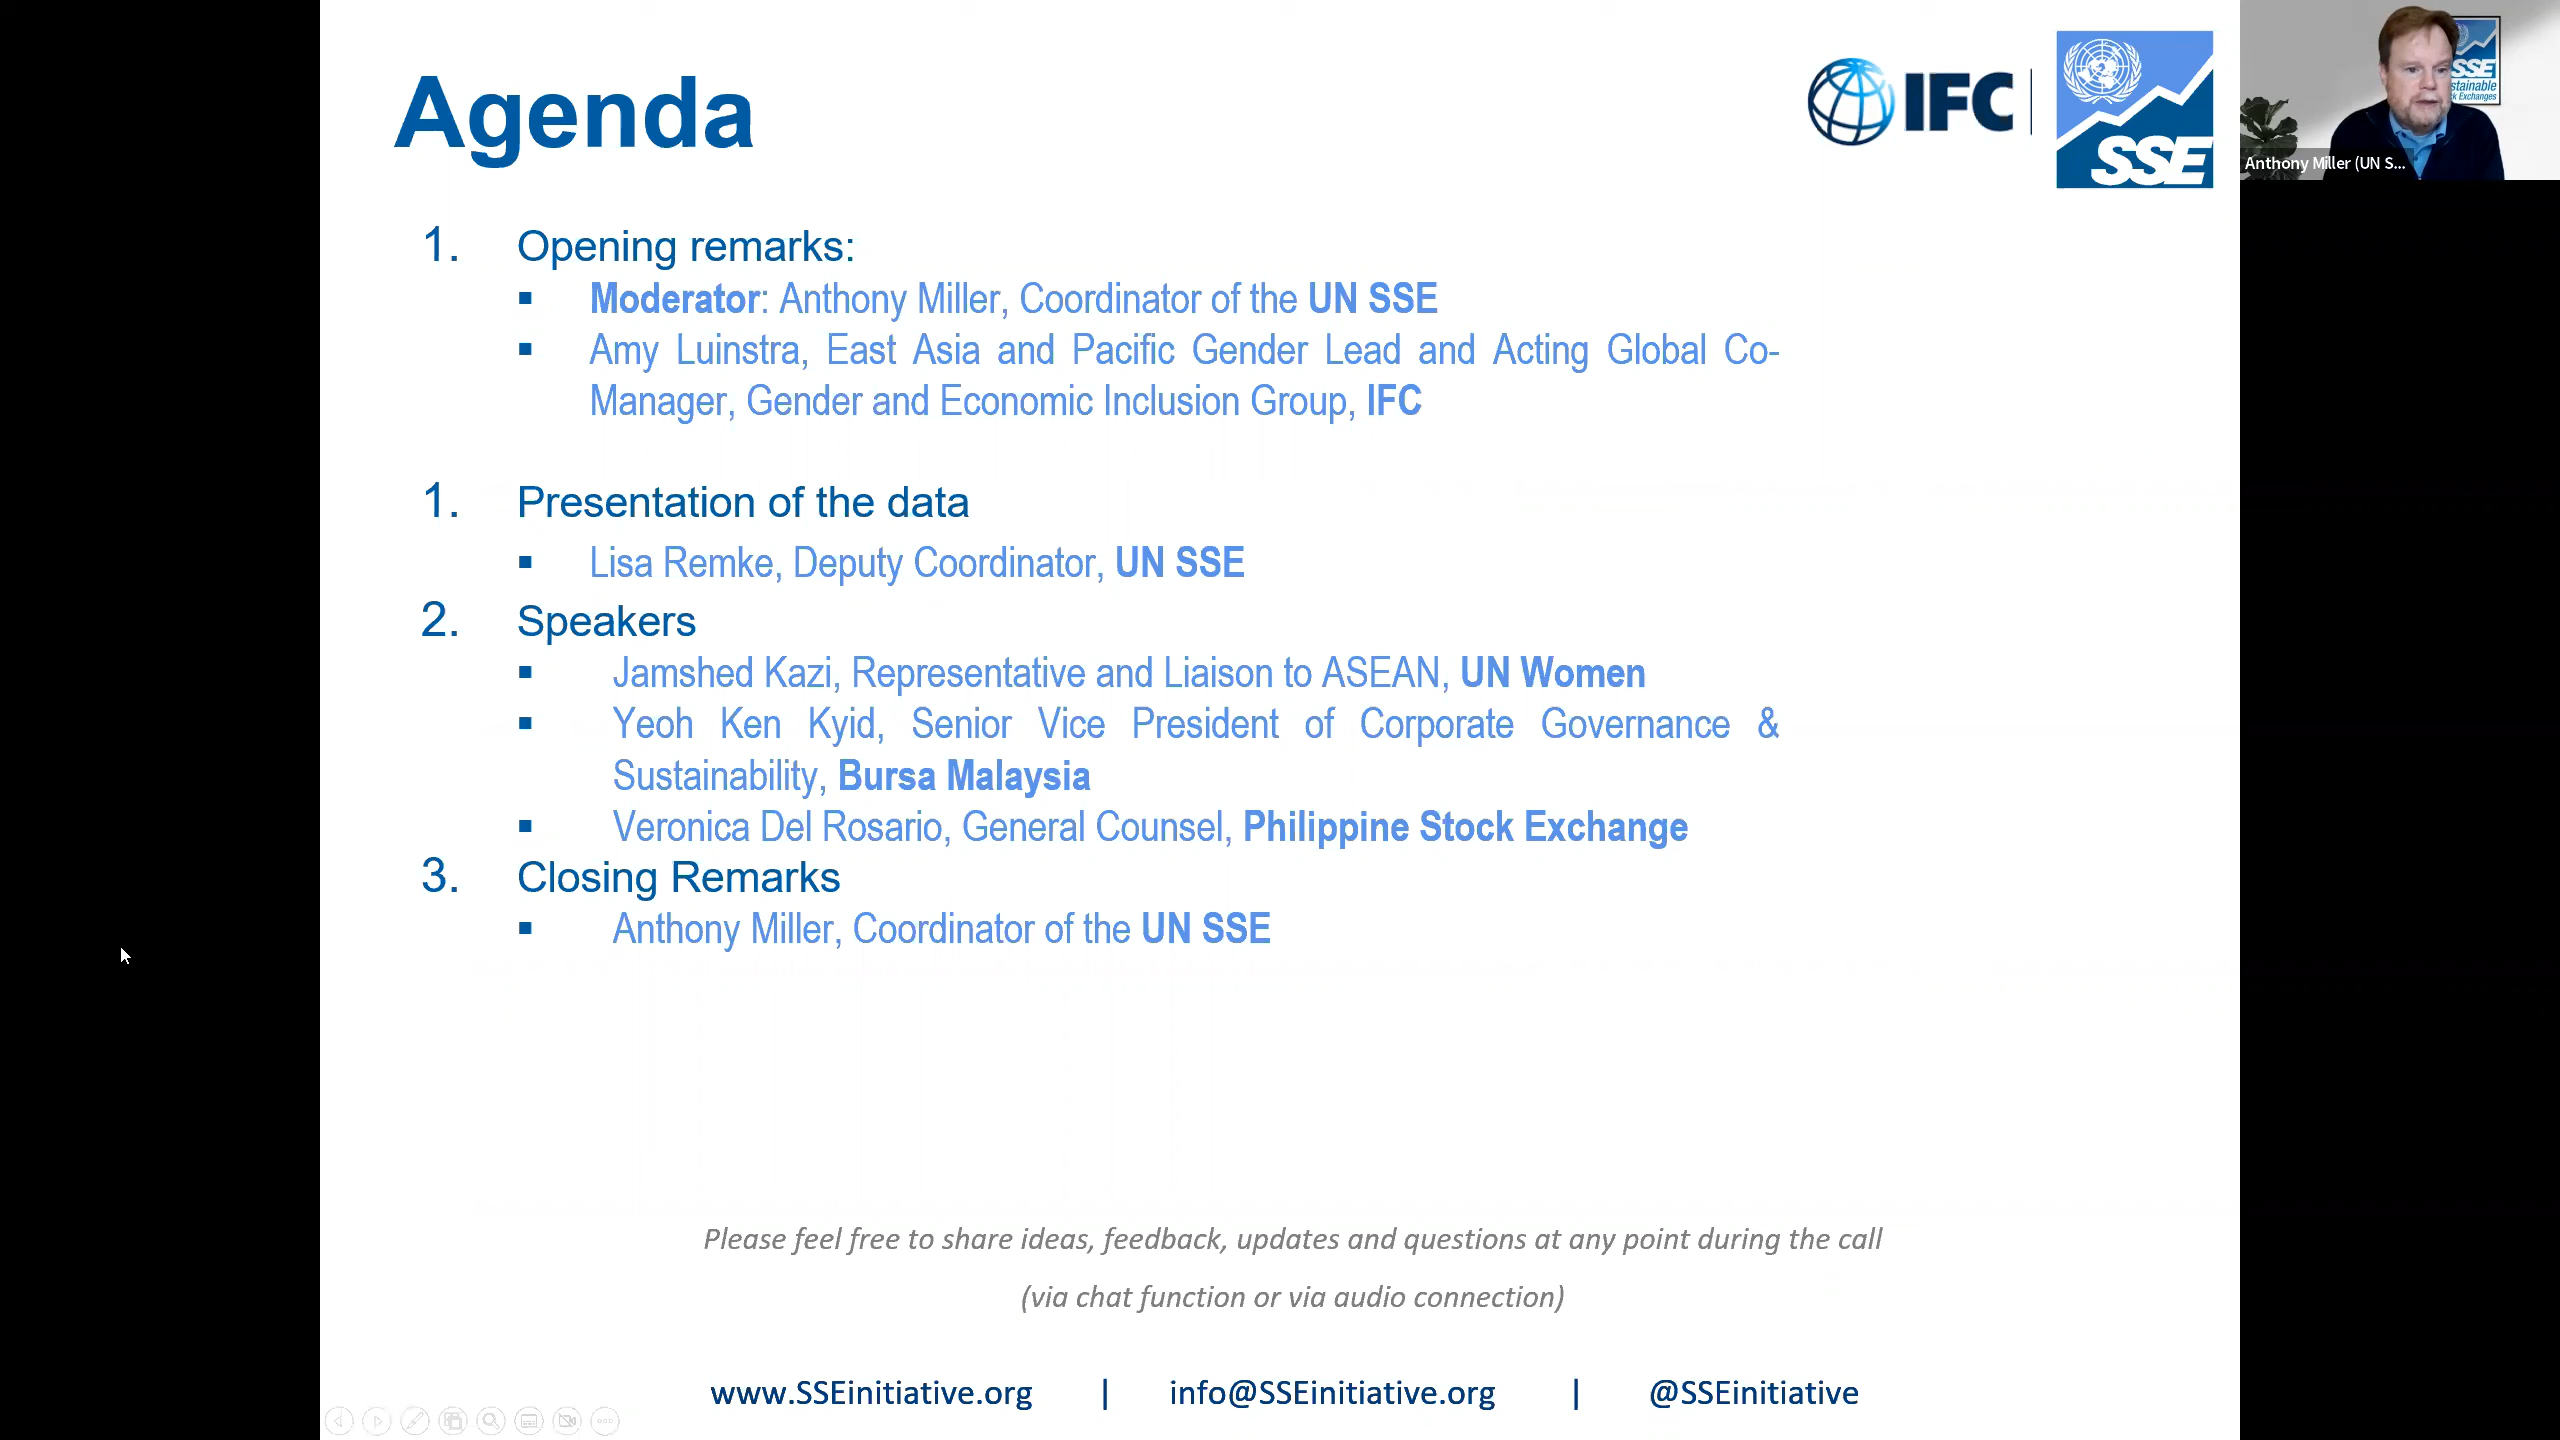 Agenda
IFC
SSE
SSE
stainable
k Exchanges
Anthony Miller (UN S...
1. Opening remarks:
▪ Moderator: Anthony Miller, Coordinator of the UN SSE
▪ Amy Luinstra, East Asia and Pacific Gender Lead and Acting Global Co-
Manager, Gender and Economic Inclusion Group, IFC
1. Presentation of the data
▪ Lisa Remke, Deputy Coordinator, UN SSE
2. Speakers
▪ Jamshed Kazi, Representative and Liaison to ASEAN, UN Women
▪ Yeoh Ken Kyid, Senior Vice President of Corporate Governance &
Sustainability, Bursa Malaysia
▪ Veronica Del Rosario, General Counsel, Philippine Stock Exchange
3. Closing Remarks
▪ Anthony Miller, Coordinator of the UN SSE
Please feel free to share ideas, feedback, updates and questions at any point during the call
(via chat function or via audio connection)
www.SSEinitiative.org | info@SSEinitiative.org | @SSEinitiative